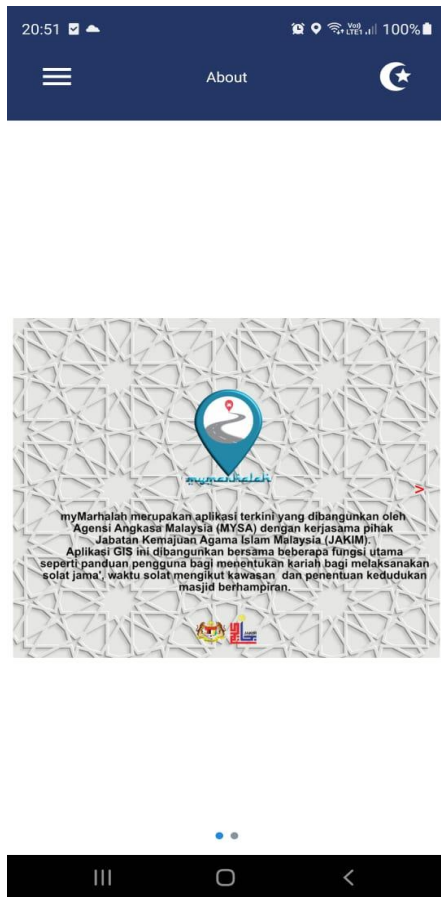 20:51
Vo)) LTE1 100%
About
mymarhalah
>
myMarhalah merupakan aplikasi terkini yang dibangunkan oleh
Agensi Angkasa Malaysia (MYSA) dengan kerjasama pihak
Jabatan Kemajuan Agama Islam Malaysia (JAKIM).
Aplikasi GIS ini dibangunkan bersama beberapa fungsi utama
seperti panduan pengguna bagi menentukan kariah bagi melaksanakan
solat jama', waktu solat mengikut kawasan dan penentuan kedudukan
masjid berhampiran.